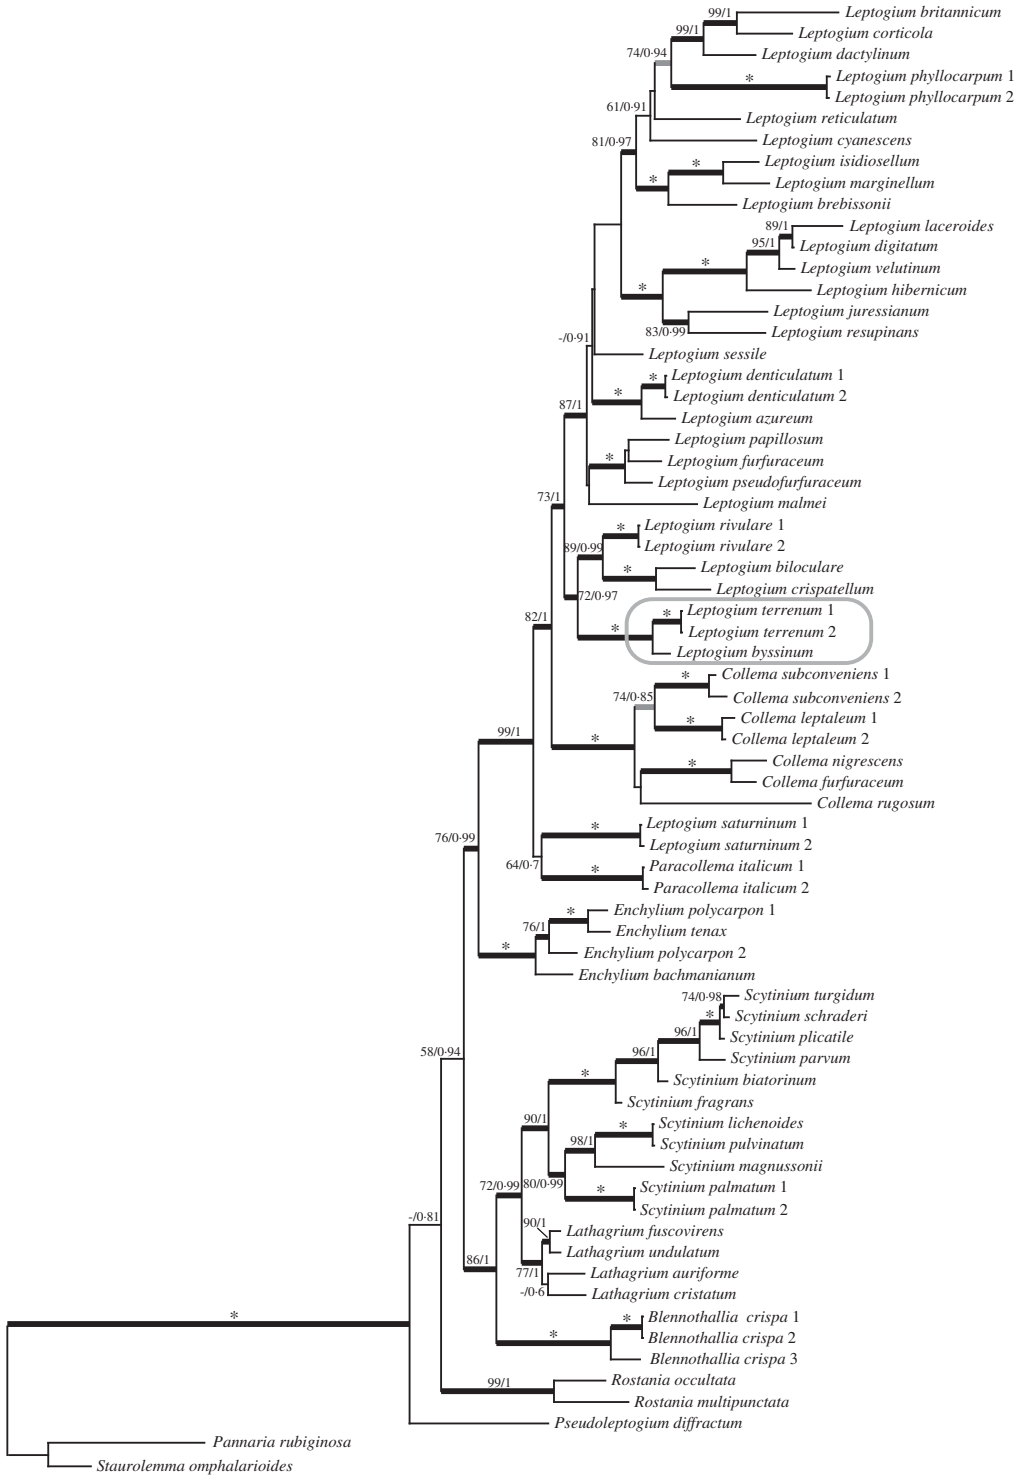 99/1
Leptogium britannicum
Leptogium corticola
99/1
Leptogium dactylinum
74/0·94
*
Leptogium phyllocarpum 1
Leptogium phyllocarpum 2
61/0·91
Leptogium reticulatum
Leptogium cyanescens
81/0·97
*
Leptogium isidiosellum
*
Leptogium marginellum
Leptogium brebissonii
89/1
Leptogium laceroides
95/1
Leptogium digitatum
*
Leptogium velutinum
*
Leptogium hibernicum
Leptogium juressianum
83/0·99
Leptogium resupinans
-/0·91
Leptogium sessile
*
Leptogium denticulatum 1
*
Leptogium denticulatum 2
87/1
Leptogium azureum
Leptogium papillosum
*
Leptogium furfuraceum
Leptogium pseudofurfuraceum
73/1
Leptogium malmei
*
Leptogium rivulare 1
89/0·99
Leptogium rivulare 2
*
Leptogium biloculare
Leptogium crispatellum
72/0·97
*
Leptogium terrenum 1
82/1
*
Leptogium terrenum 2
Leptogium byssinum
*
Collema subconveniens 1
74/0·85
Collema subconveniens 2
*
Collema leptaleum 1
99/1
*
Collema leptaleum 2
*
Collema nigrescens
Collema furfuraceum
Collema rugosum
*
Leptogium saturninum 1
76/0·99
Leptogium saturninum 2
64/0·7
*
Paracollema italicum 1
Paracollema italicum 2
*
Enchylium polycarpon 1
76/1
Enchylium tenax
*
Enchylium polycarpon 2
Enchylium bachmanianum
74/0·98
Scytinium turgidum
*
Scytinium schraderi
96/1
Scytinium plicatile
58/0·94
96/1
Scytinium parvum
*
Scytinium biatorinum
Scytinium fragrans
90/1
*
Scytinium lichenoides
98/1
Scytinium pulvinatum
Scytinium magnussonii
72/0·99
80/0·99
*
Scytinium palmatum 1
Scytinium palmatum 2
-/0·81
90/1
Lathagrium fuscovirens
Lathagrium undulatum
86/1
77/1
Lathagrium auriforme
-/0·6
Lathagrium cristatum
*
*
Blennothallia crispa 1
*
Blennothallia crispa 2
Blennothallia crispa 3
99/1
Rostania occultata
Rostania multipunctata
Pseudoleptogium diffractum
Pannaria rubiginosa
Staurolemma omphalarioides